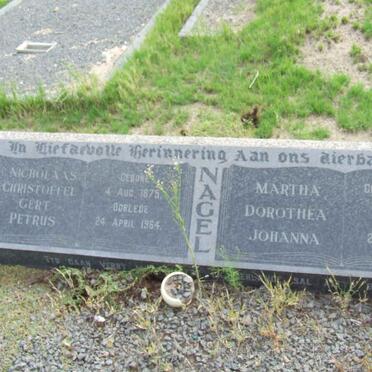 In Liefdevolle Herinnering Aan ons dierba
NICHOLAAS
CHRISTOFFEL
GERT
PETRUS
GEBORE
4 AUG. 1875
OORLEDE
24 APRIL 1964
NAGEL
MARTHA
DOROTHEA
JOHANNA